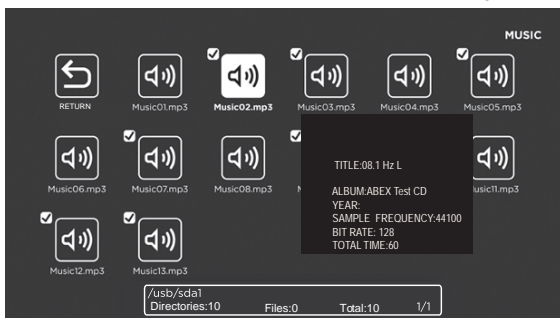 MUSIC
RETURN Music01.mp3 Music02.mp3 Music03.mp3 Music04.mp3 Music05.mp3
Music06.mp3 Music07.mp3 Music08.mp3 usic11.mp3
TITLE:08.1 Hz L
ALBUM:ABEX Test CD
YEAR:
SAMPLE FREQUENCY:44100
BIT RATE: 128
TOTAL TIME:60
Music12.mp3 Music13.mp3
/usb/sda1
Directories:10 Files:0 Total:10 1/1